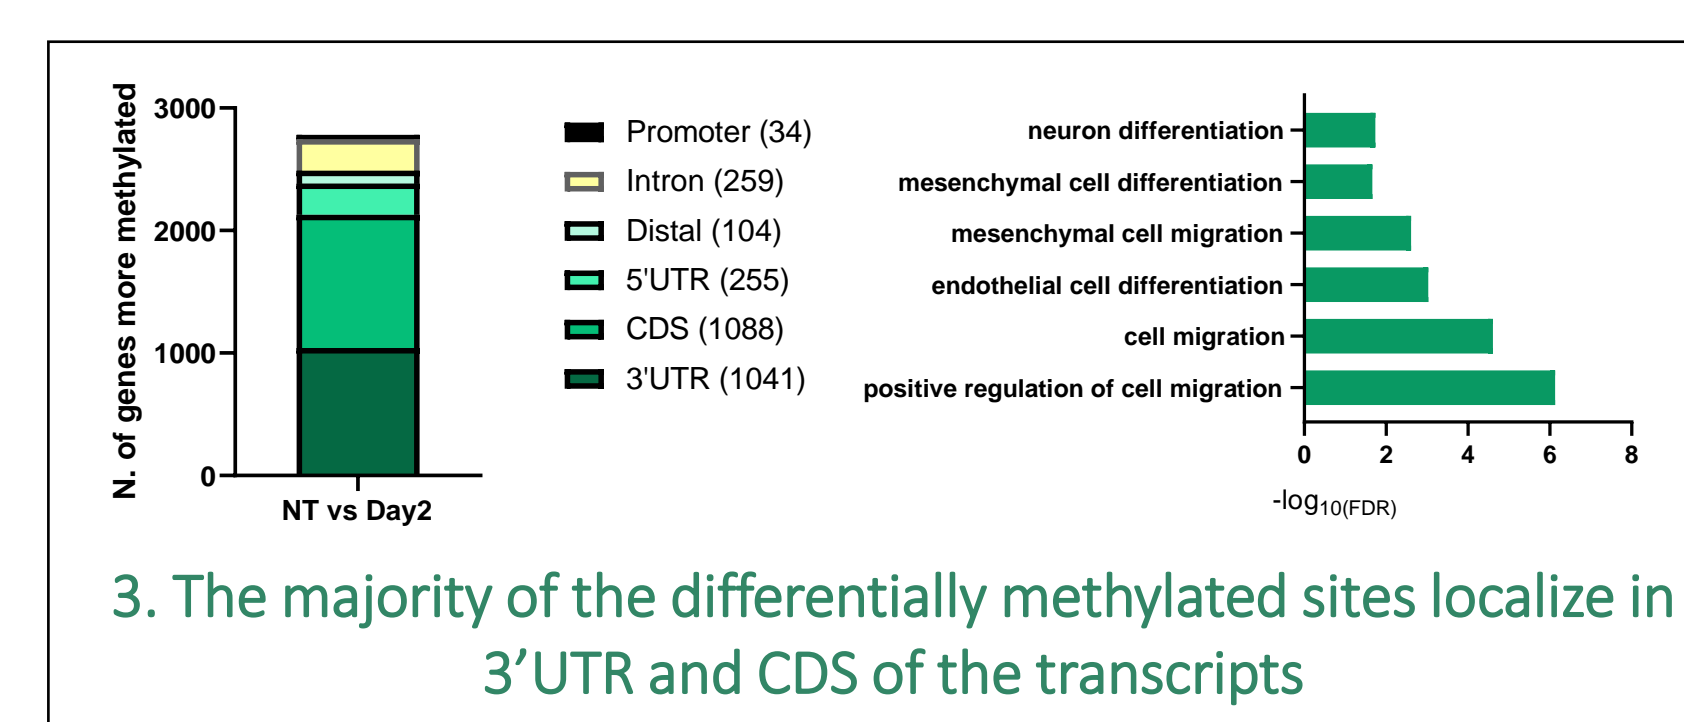 N. of genes more methylated
3000
2000
1000
0
NT vs Day2
Promoter (34)
Intron (259)
Distal (104)
5'UTR (255)
CDS (1088)
3'UTR (1041)
neuron differentiation
mesenchymal cell differentiation
mesenchymal cell migration
endothelial cell differentiation
cell migration
positive regulation of cell migration
0 2 4 6 8
-log10(FDR)
3. The majority of the differentially methylated sites localize in
3’UTR and CDS of the transcripts